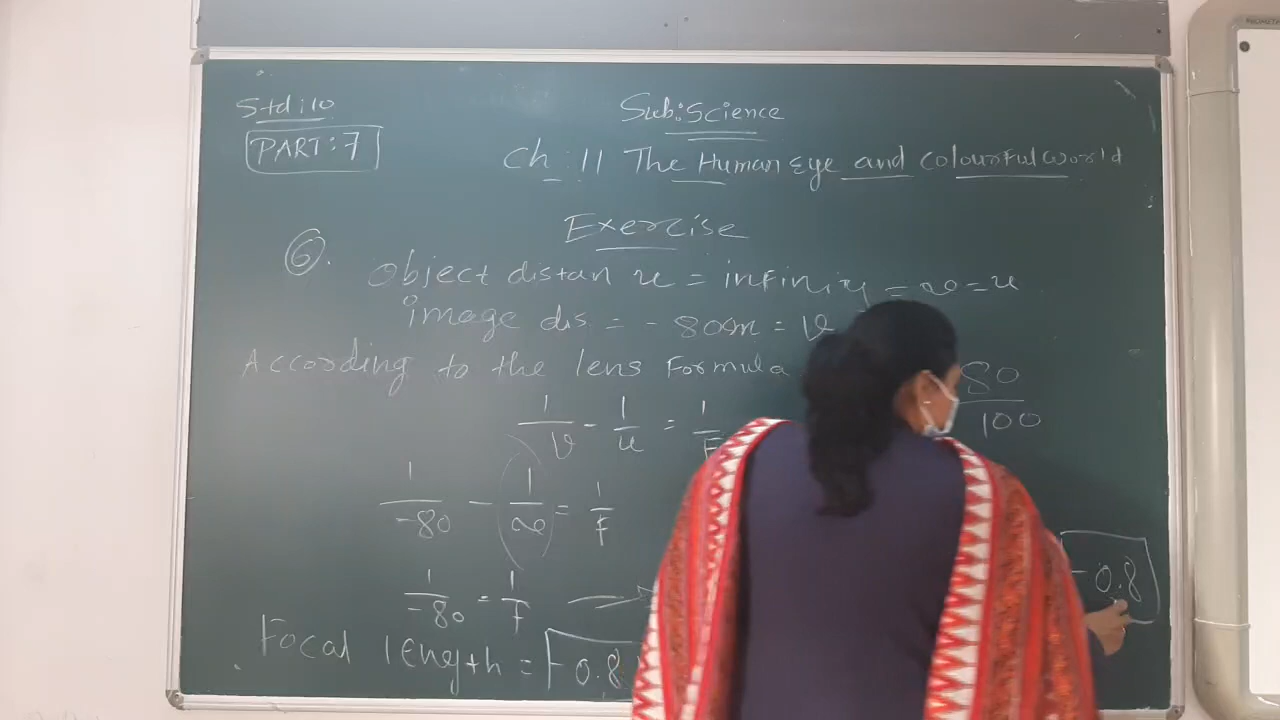 Std: 10
PART: 7
Sub: Science
Ch : 11 The Human Eye and Colourful World
Exercise
6.
Object distan u = infiniy = ∞ = u
image dis = - 80cm = v
According to the lens Formula
1/v - 1/u = 1/F
80/100
1/-80 - 1/∞ = 1/F
1/-80 = 1/F →
- 0.8
Focal length = - 0.8